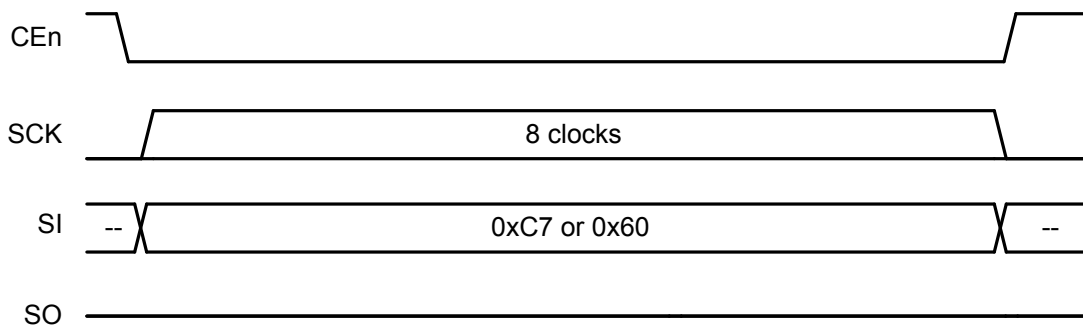 CEn
SCK 8 clocks
SI -- 0xC7 or 0x60 --
SO